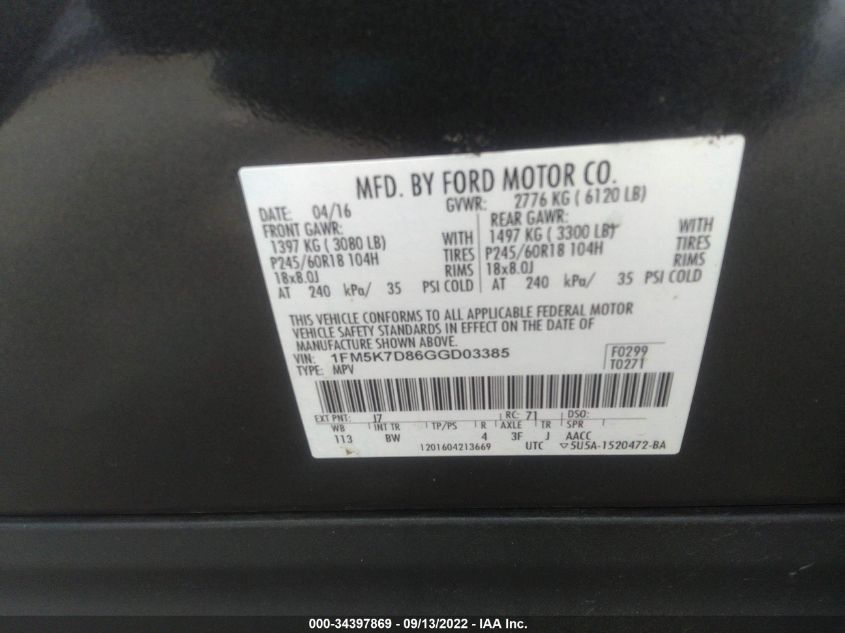 MFD. BY FORD MOTOR CO.
DATE: 04/16 GVWR: 2776 KG ( 6120 LB)
FRONT GAWR: REAR GAWR:
1397 KG ( 3080 LB) WITH 1497 KG ( 3300 LB) WITH
P245/60R18 104H TIRES P245/60R18 104H TIRES
18x8.0J RIMS 18x8.0J RIMS
AT 240 kPa/ 35 PSI COLD AT 240 kPa/ 35 PSI COLD
THIS VEHICLE CONFORMS TO ALL APPLICABLE FEDERAL MOTOR
VEHICLE SAFETY STANDARDS IN EFFECT ON THE DATE OF
MANUFACTURE SHOWN ABOVE.
VIN: 1FM5K7D86GGD03385 F0299
TYPE: MPV T0271
EXT PNT: J7 RC: 71 DSO:
WB INT TR TP/PS R AXLE TR SPR
113 BW 4 3F J AACC
1201604213669 UTC ▽5U5A-1520472-BA
000-34397869 - 09/13/2022 - IAA Inc.